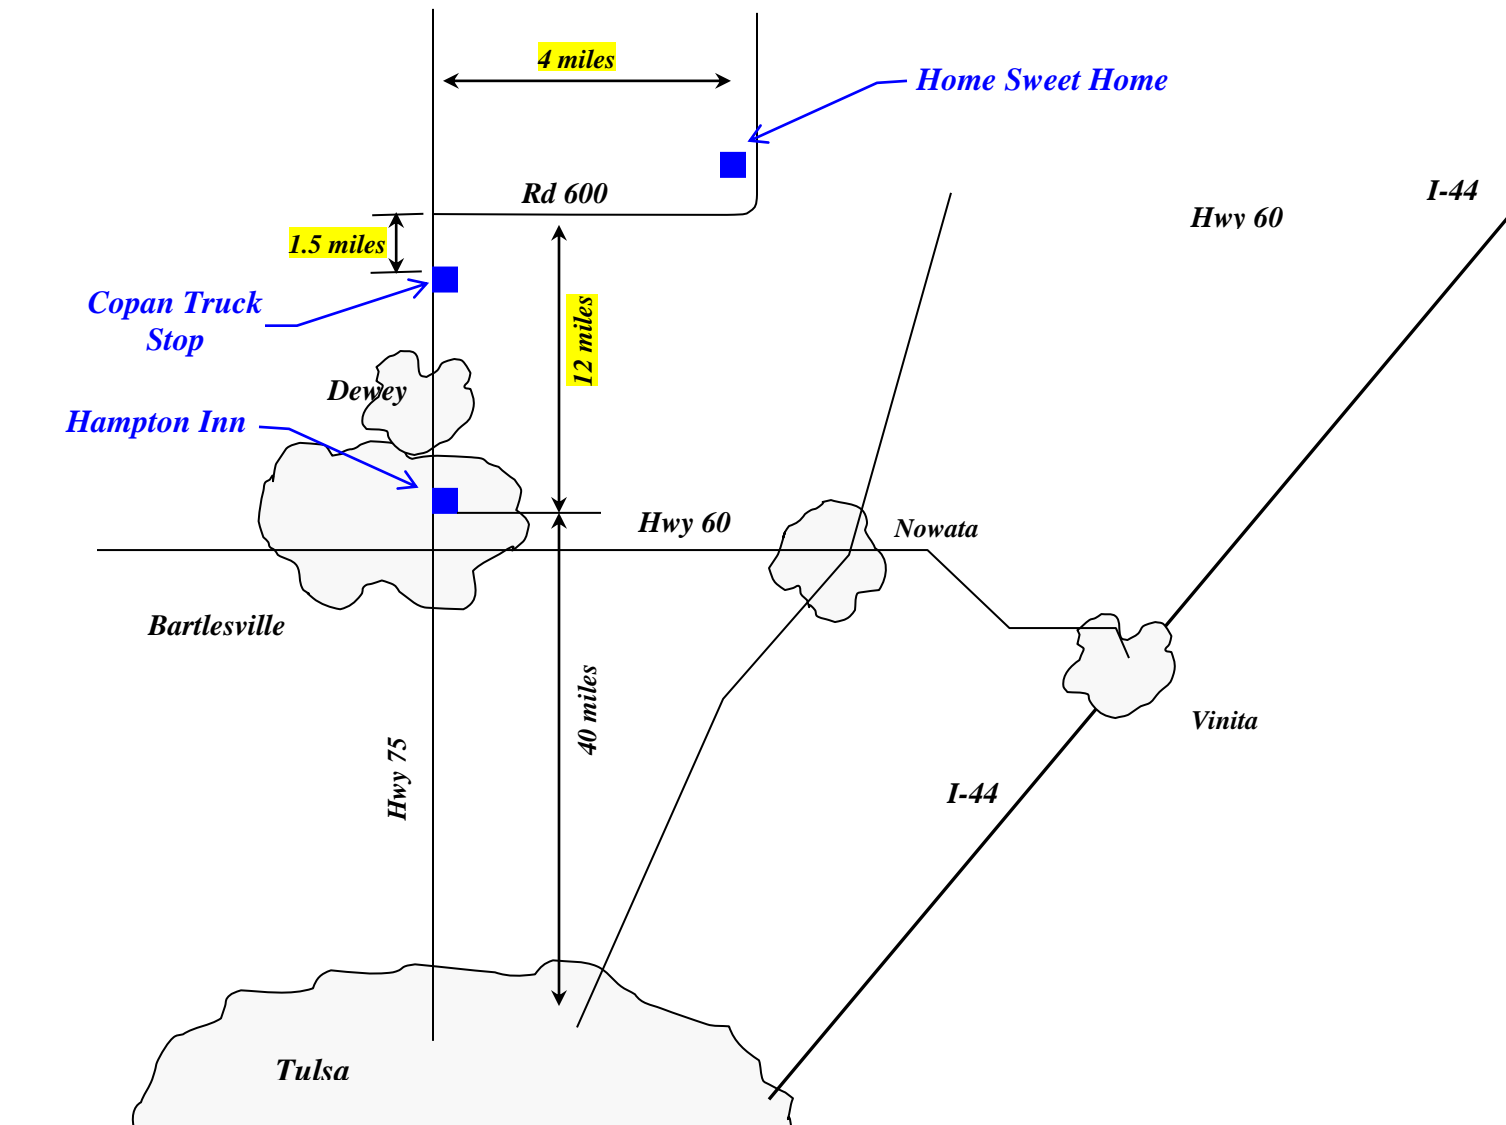 4 miles
Home Sweet Home
I-44
Rd 600
Hwy 60
1.5 miles
Copan Truck
Stop
12 miles
Dewey
Hampton Inn
Hwy 60
Nowata
Bartlesville
40 miles
Vinita
Hwy 75
I-44
Tulsa